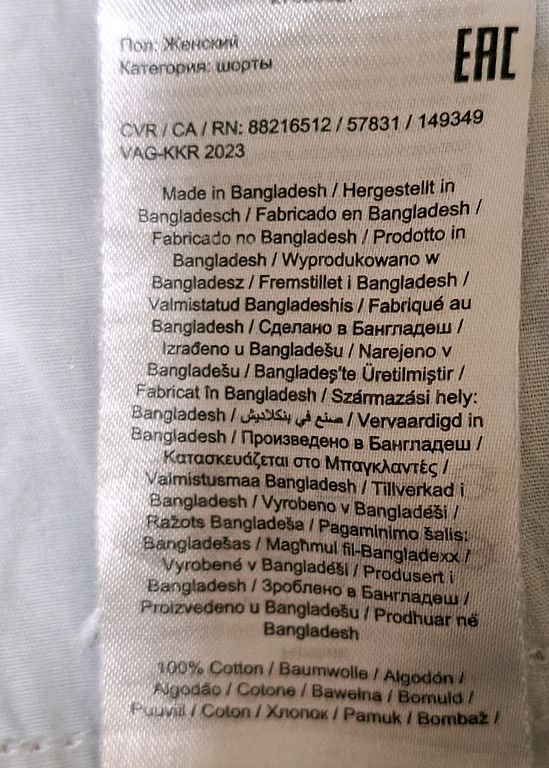 Пол: Женский
Категория: шорты
EAC
CVR / CA / RN: 88216512 / 57831 / 149349
VAG-KKR 2023
Made in Bangladesh / Hergestellt in
Bangladesch / Fabricado en Bangladesh /
Fabricado no Bangladesh / Prodotto in
Bangladesh / Wyprodukowano w
Bangladesz / Fremstillet i Bangladesh /
Valmistatud Bangladeshis / Fabriqué au
Bangladesh / Сделано в Бангладеш /
Izrađeno u Bangladešu / Narejeno v
Bangladešu / Bangladeş'te Üretilmiştir /
Fabricat în Bangladesh / Származási hely:
Bangladesh / صنع في بنكلاديش / Vervaardigd in
Bangladesh / Произведено в Бангладеш /
Κατασκευάζεται στο Μπαγκλαντές /
Valmistusmaa Bangladesh / Tillverkad i
Bangladesh / Vyrobeno v Bangladéši /
Ražots Bangladeša / Pagaminimo šalis:
Bangladešas / Magħmul fil-Bangladexx /
Vyrobené v Bangladéši / Produsert i
Bangladesh / Зроблено в Бангладеш /
Proizvedeno u Bangladešu / Prodhuar në
Bangladesh
100% Cotton / Baumwolle / Algodón /
Algodão / Cotone / Bawełna / Bomuld /
Puuvill / Coton / Хлопок / Pamuk / Bombaž /